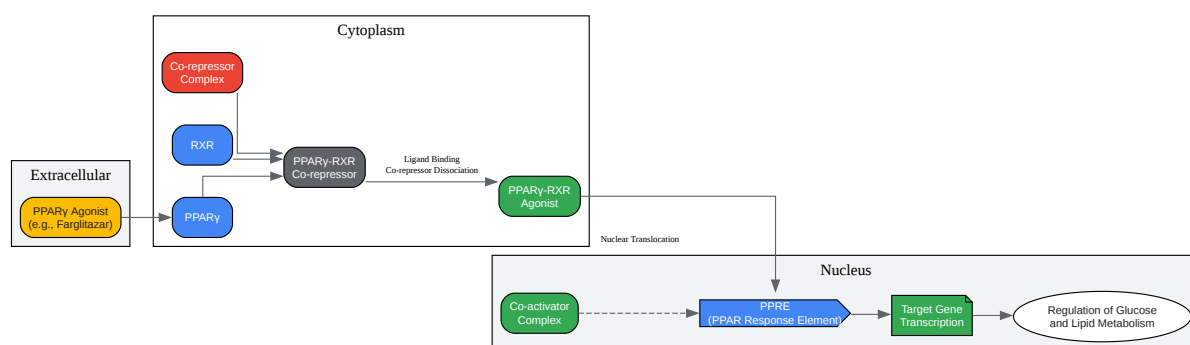 Cytoplasm
Co-repressor
Complex
RXR
PPARγ-RXR
Co-repressor
Ligand Binding
Co-repressor Dissociation
PPARγ-RXR
Agonist
Extracellular
PPARγ Agonist
(e.g., Farglitazar)
PPARγ
Nuclear Translocation
Nucleus
Co-activator
Complex
PPRE
(PPAR Response Element)
Target Gene
Transcription
Regulation of Glucose
and Lipid Metabolism